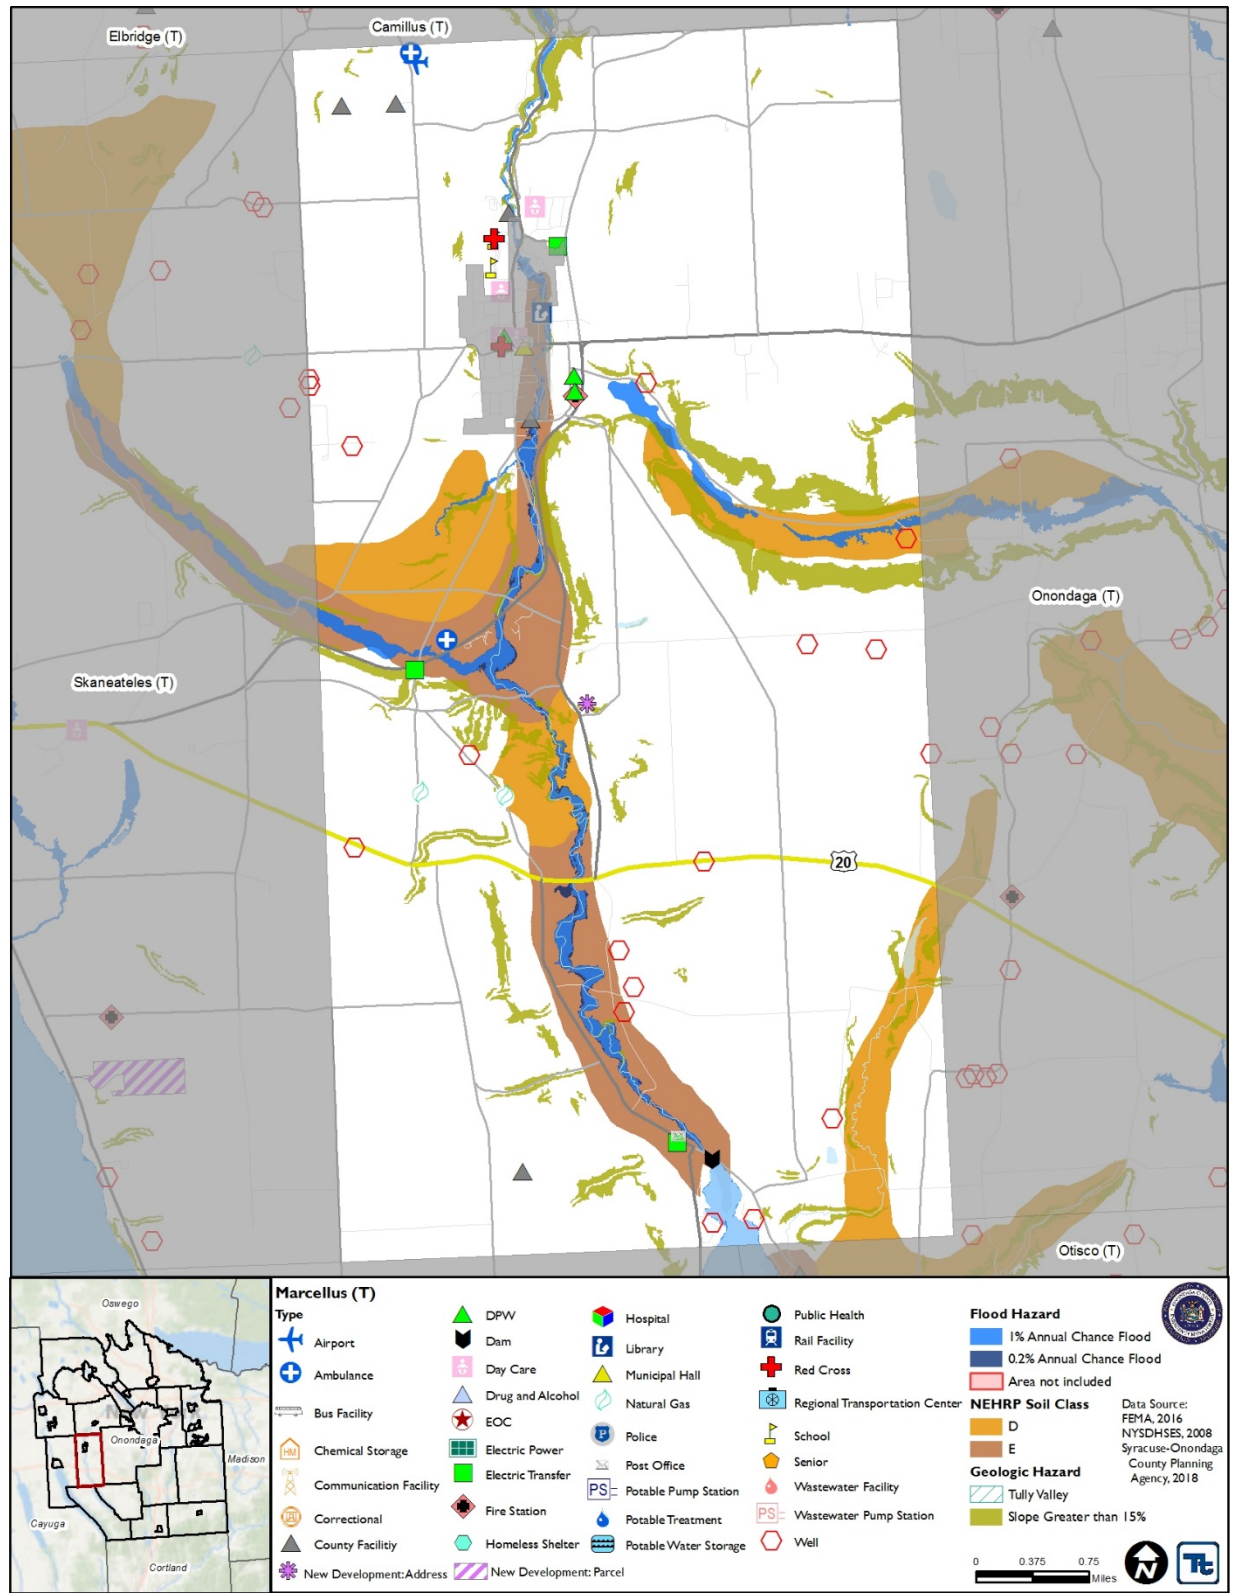 Elbridge (T)
Camillus (T)
Onondaga (T)
Skaneateles (T)
20
Otisco (T)
Oswego
Onondaga
Madison
Cayuga
Cortland
Marcellus (T)
Type
Airport
Ambulance
Bus Facility
HM
Chemical Storage
Communication Facility
Correctional
County Facilitiy
New Development: Address
DPW
Dam
Day Care
Drug and Alcohol
EOC
Electric Power
Electric Transfer
Fire Station
Homeless Shelter
New Development: Parcel
Hospital
Library
Municipal Hall
Natural Gas
P
Police
Post Office
PS
Potable Pump Station
Potable Treatment
Potable Water Storage
Public Health
Rail Facility
Red Cross
Regional Transportation Center
School
Senior
Wastewater Facility
PS
Wastewater Pump Station
Well
Flood Hazard
1% Annual Chance Flood
0.2% Annual Chance Flood
Area not included
NEHRP Soil Class
D
E
Geologic Hazard
Tully Valley
Slope Greater than 15%
Data Source:
FEMA, 2016
NYSDHSES, 2008
Syracuse-Onondaga
County Planning
Agency, 2018
0 0.375 0.75
Miles
N
Tt